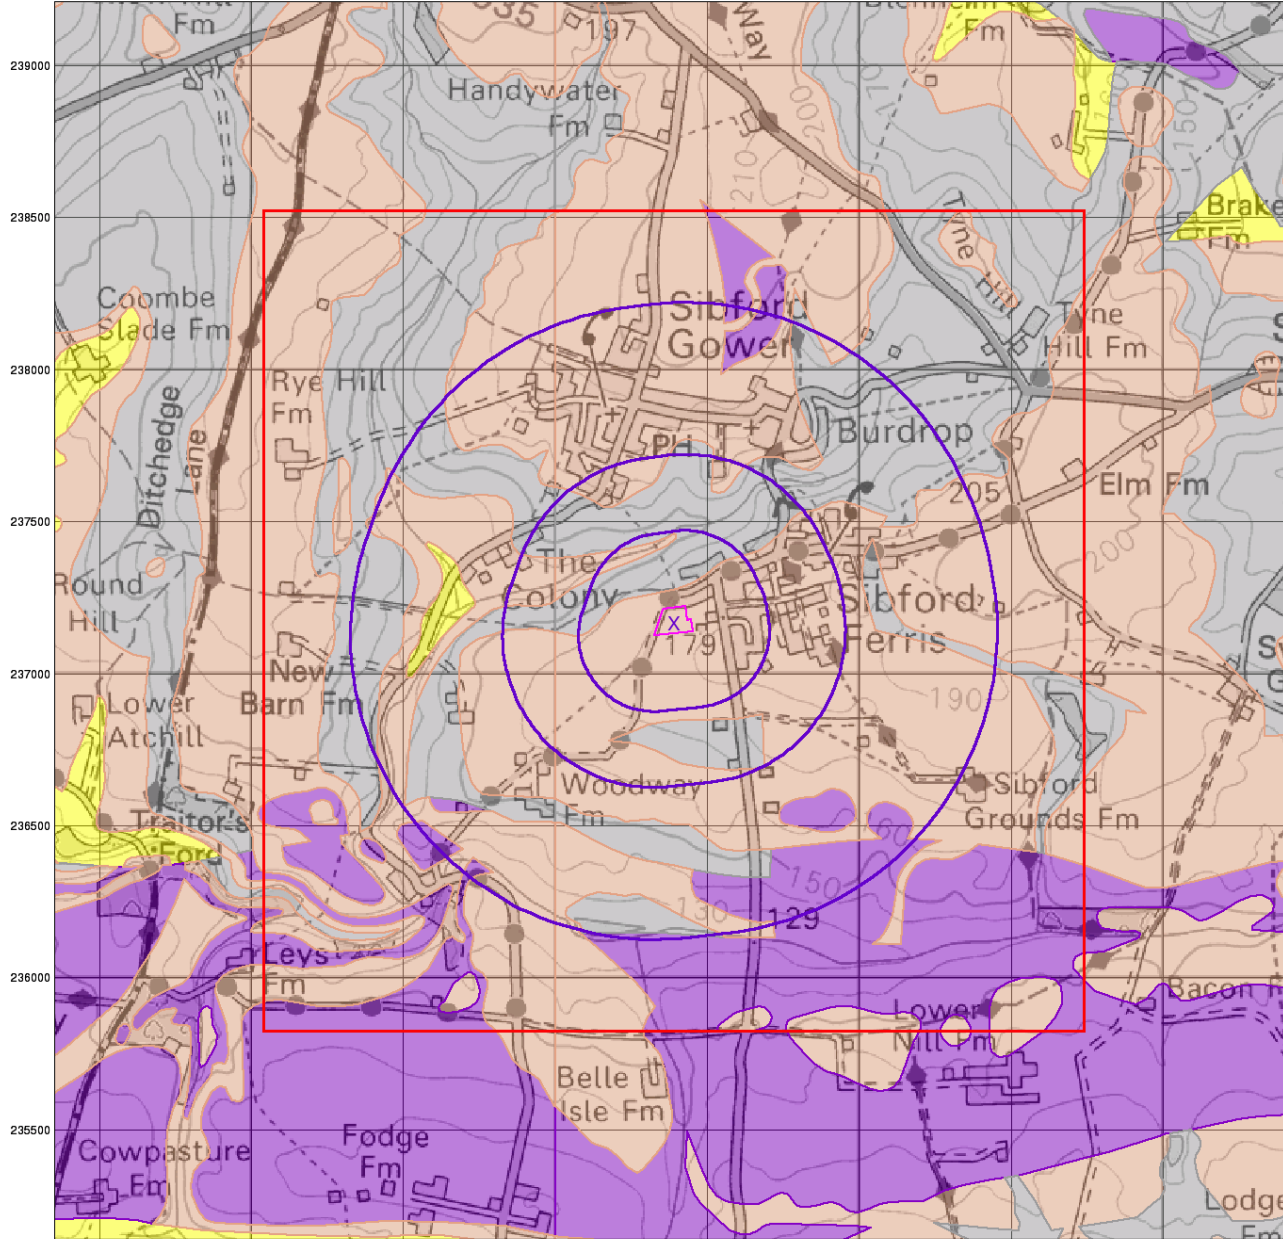 Fm
535
197
Way
Fm
239000
Handywater
Fm
200
170
150
210
238500
Tyne Hill
Brake
Fm
Coombe
Slade Fm
Sibford
Gower
Tyne
Hill Fm
238000
Rye Hill
Fm
Ditchedge
Lane
PH
Burdrop
205
Elm Fm
237500
200
The
Colony
Round
Hill
Sibford
Ferris
X
179
237000
New
Barn Fm
190
Lower
Atchill
Woodway
Fm
Sibford
Grounds Fm
236500
Traitor's
Ford
60
150
130
129
236000
Leys
Fm
Bacon
Lower
Nill Fm
Belle
Isle Fm
235500
Fodge
Fm
Cowpasture
Fm
Lodge
Fm